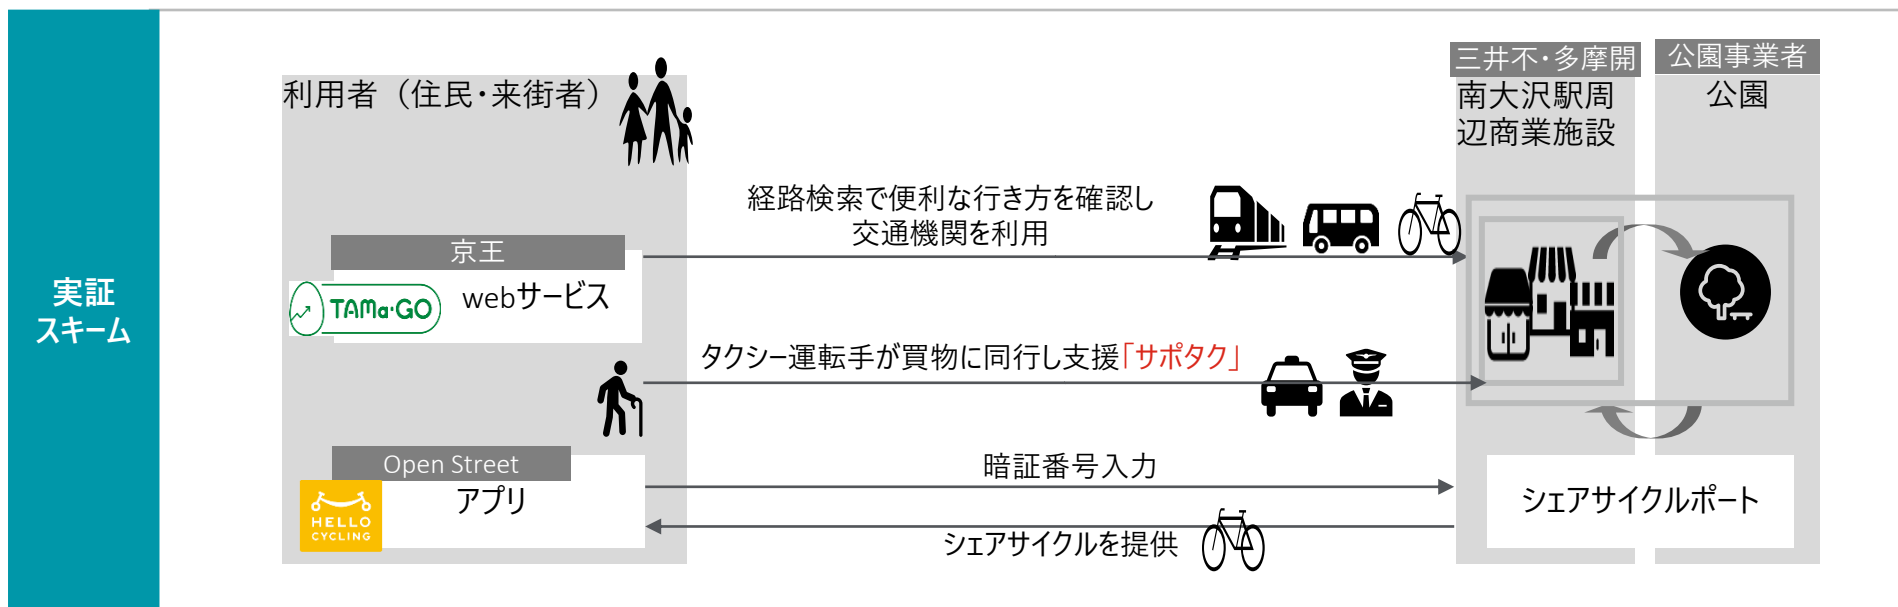 実証
スキーム
利用者（住民・来街者）
三井不・多摩開
南大沢駅周
辺商業施設
公園事業者
公園
経路検索で便利な行き方を確認し
交通機関を利用
京王
TAMa·GO
webサービス
タクシー運転手が買物に同行し支援「サポタク」
Open Street
アプリ
HELLO
CYCLING
暗証番号入力
シェアサイクルを提供
シェアサイクルポート